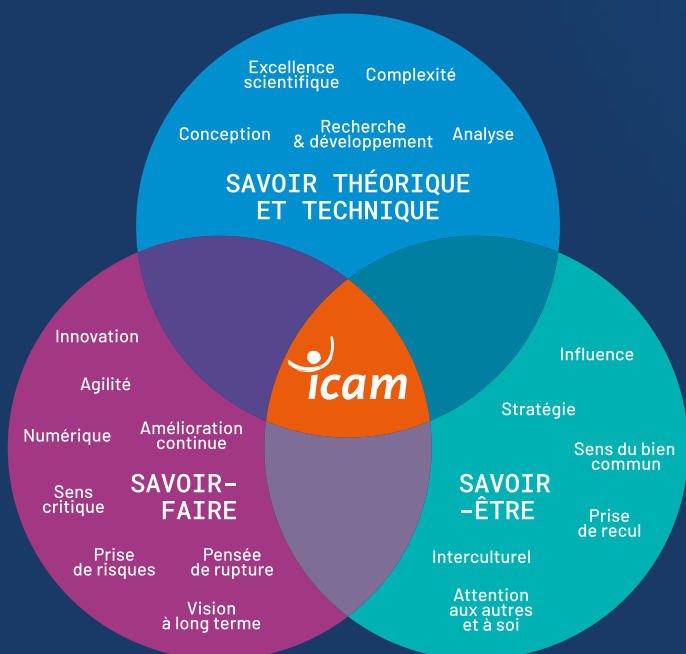 Excellence
scientifique
Complexité
Conception
Recherche
& développement
Analyse
SAVOIR THÉORIQUE
ET TECHNIQUE
icam
Innovation
Agilité
Numérique
Amélioration
continue
Sens
critique
SAVOIR-
FAIRE
Prise
de risques
Pensée
de rupture
Vision
à long terme
Influence
Stratégie
Sens du bien
commun
SAVOIR
-ÊTRE
Prise
de recul
Interculturel
Attention
aux autres
et à soi